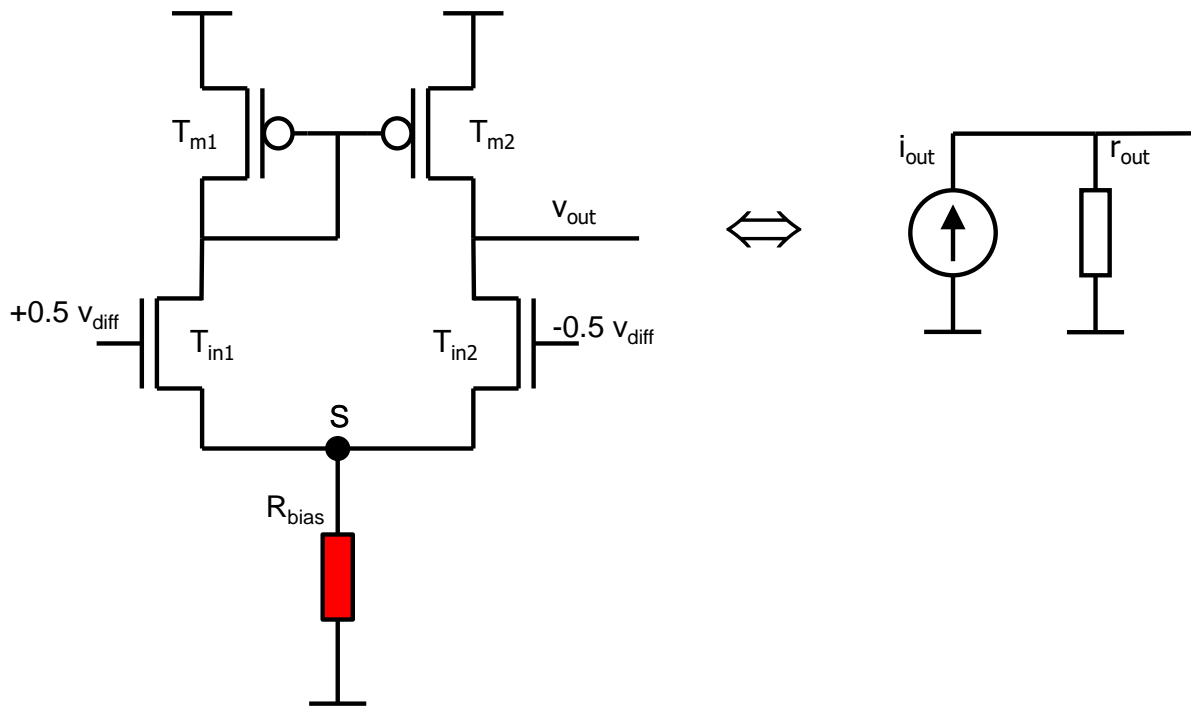 T_m1
T_m2
i_out
r_out
v_out
+0.5 v_diff
T_in1
T_in2
-0.5 v_diff
S
R_bias